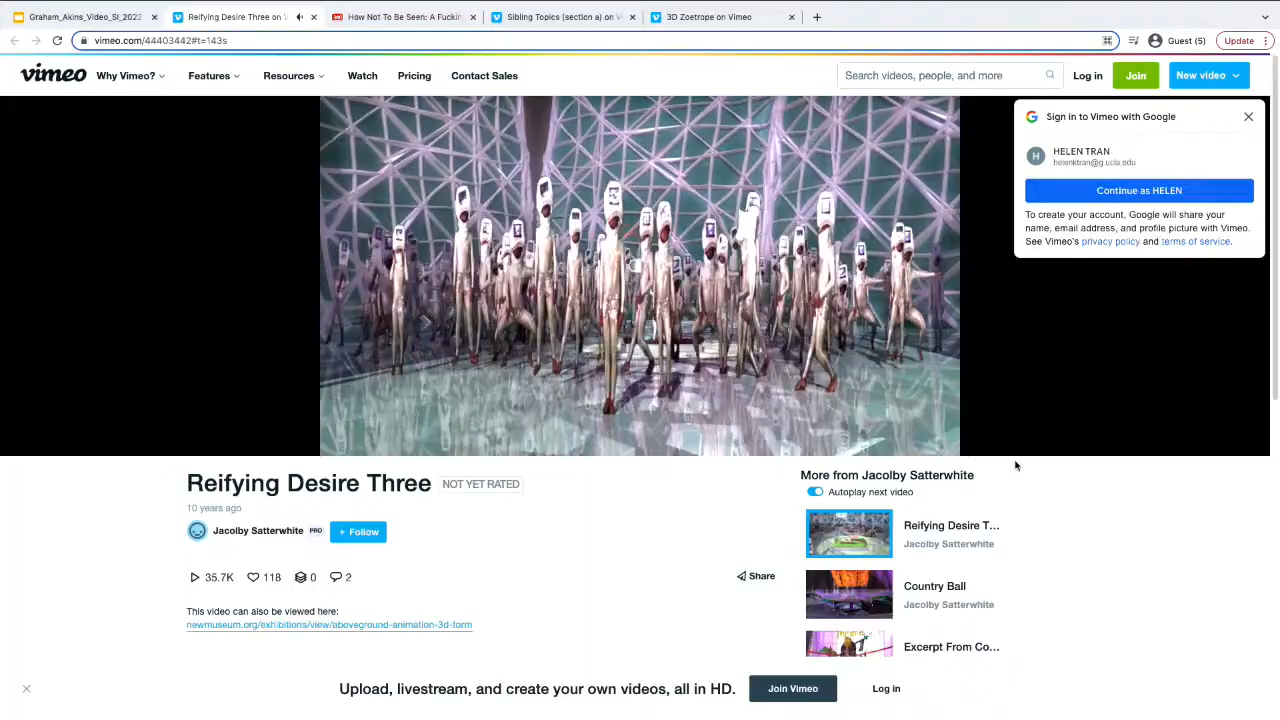 Graham_Akins_Video_SI_2022
Reifying Desire Three on V
How Not To Be Seen: A Fuckin
Sibling Topics (section a) on Vi
3D Zoetrope on Vimeo
vimeo.com/44403442#t=143s
Guest (5)
Update
vimeo
Why Vimeo?
Features
Resources
Watch
Pricing
Contact Sales
Search videos, people, and more
Log in
Join
New video
Sign in to Vimeo with Google
H
HELEN TRAN
helenktran@g.ucla.edu
Continue as HELEN
To create your account, Google will share your
name, email address, and profile picture with Vimeo.
See Vimeo's privacy policy and terms of service.
Reifying Desire Three
NOT YET RATED
10 years ago
Jacolby Satterwhite PRO
+ Follow
35.7K
118
0
2
Share
This video can also be viewed here:
newmuseum.org/exhibitions/view/aboveground-animation-3d-form
More from Jacolby Satterwhite
Autoplay next video
Reifying Desire T...
Jacolby Satterwhite
Country Ball
Jacolby Satterwhite
Excerpt From Co...
Upload, livestream, and create your own videos, all in HD.
Join Vimeo
Log in